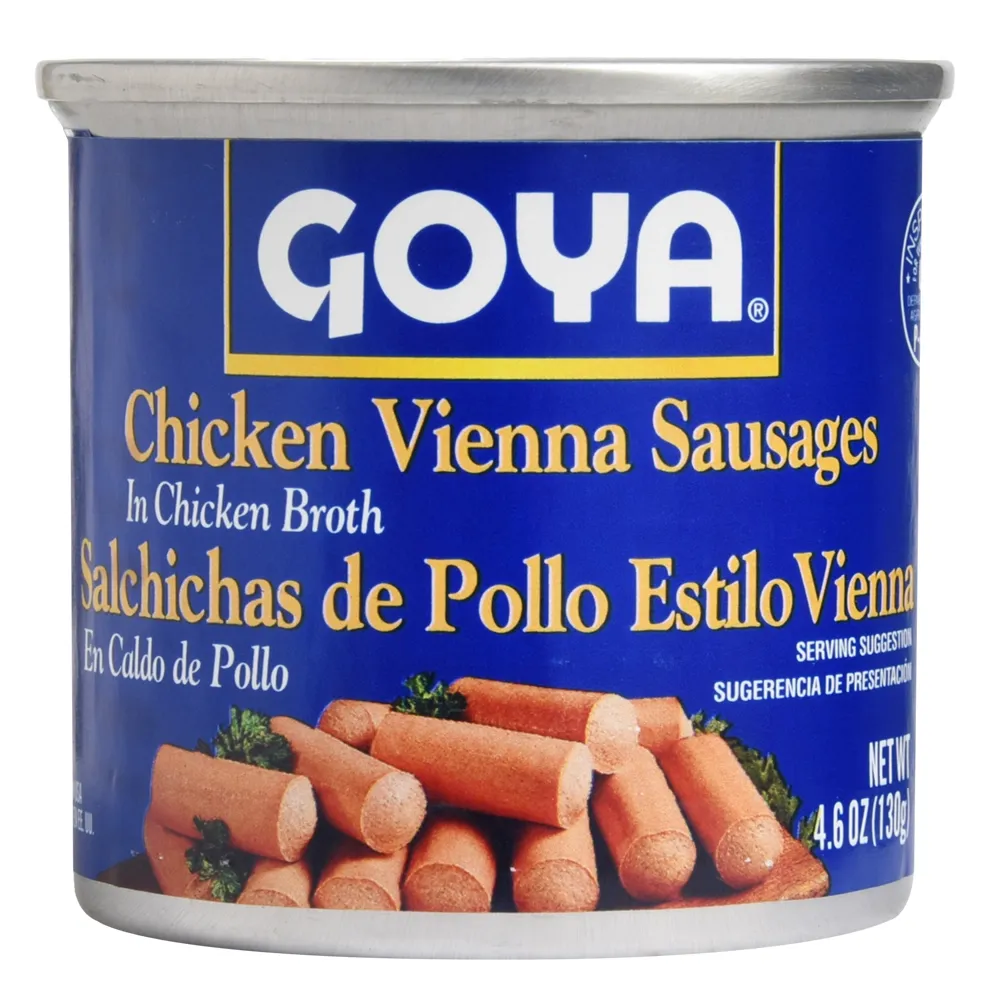 GOYA®
Chicken Vienna Sausages
In Chicken Broth
Salchichas de Pollo Estilo Vienna
En Caldo de Pollo
SERVING SUGGESTION
SUGERENCIA DE PRESENTACIÓN
NET WT
4.6 OZ (130g)